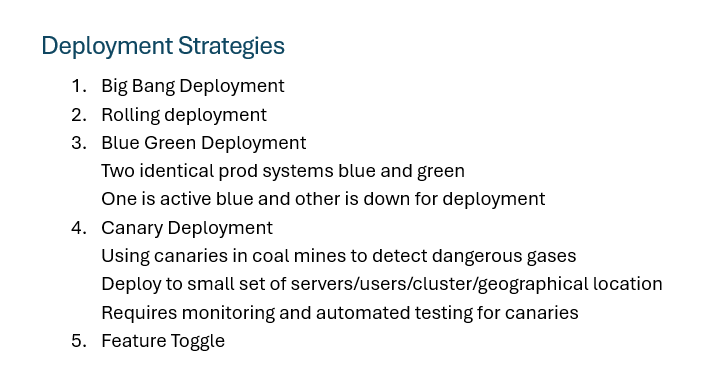 Deployment Strategies
1. Big Bang Deployment
2. Rolling deployment
3. Blue Green Deployment
Two identical prod systems blue and green
One is active blue and other is down for deployment
4. Canary Deployment
Using canaries in coal mines to detect dangerous gases
Deploy to small set of servers/users/cluster/geographical location
Requires monitoring and automated testing for canaries
5. Feature Toggle